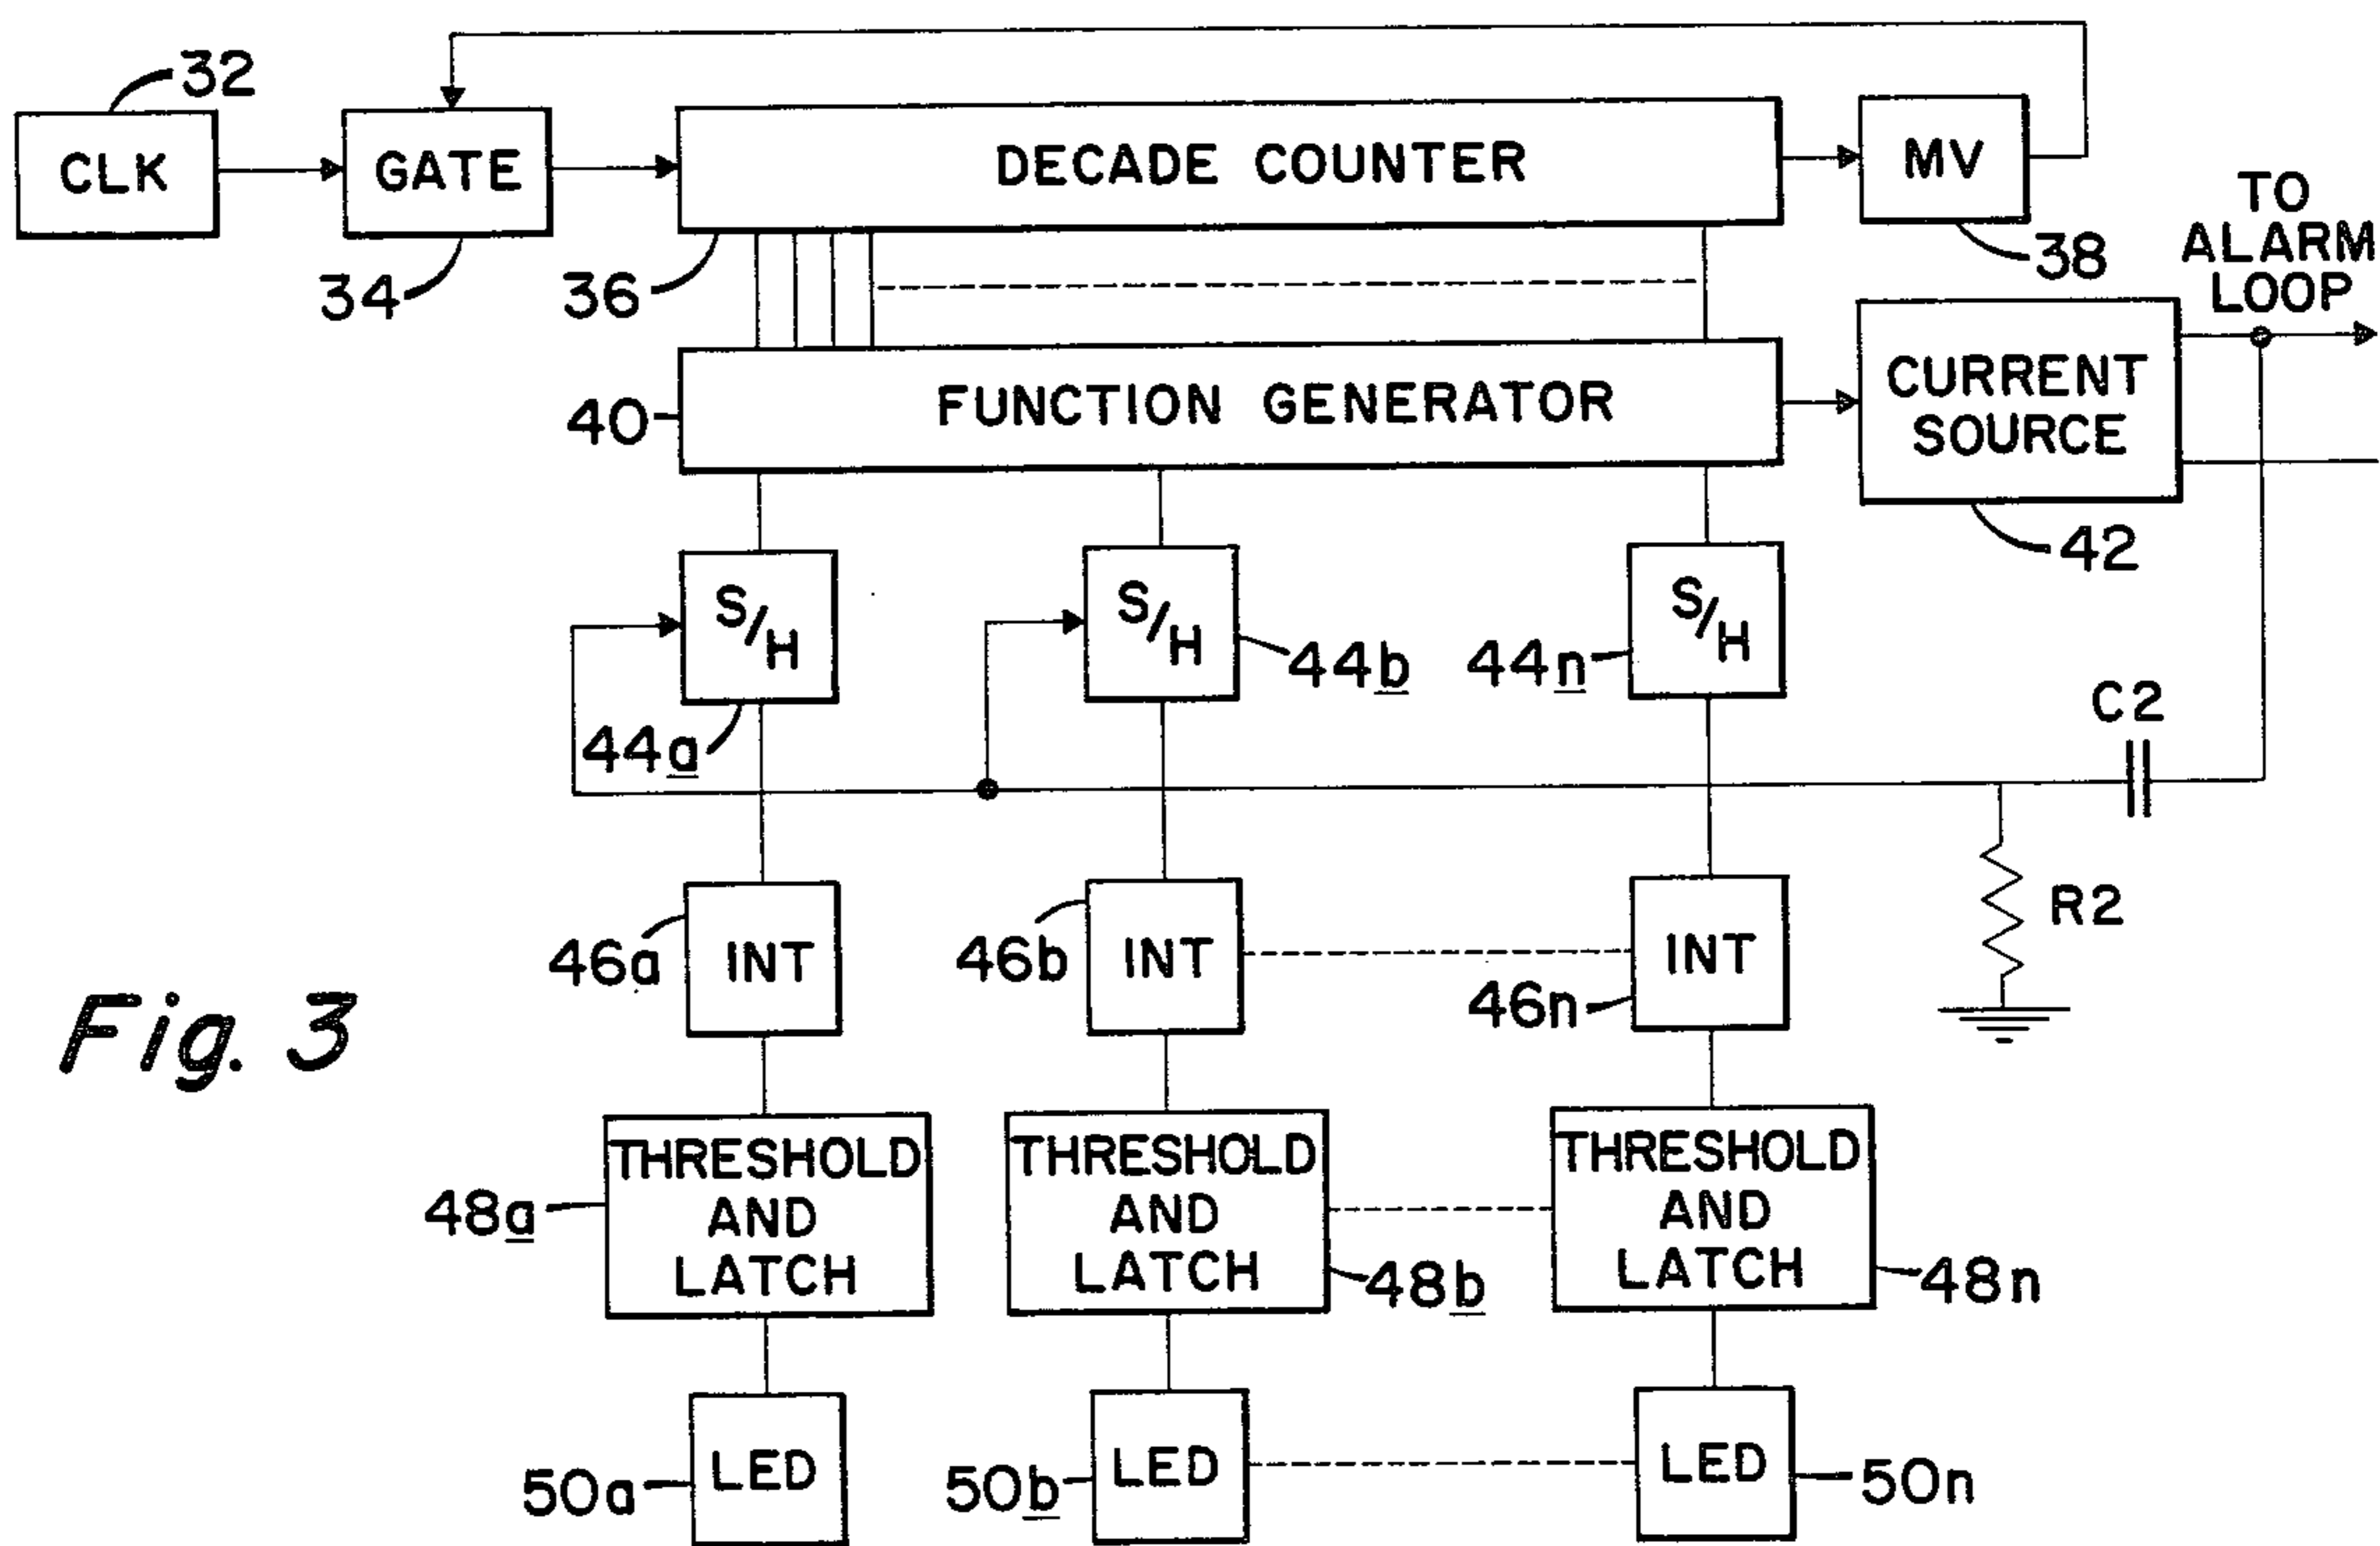 32
CLK
GATE
DECADE COUNTER
MV
34
36
38
TO
ALARM
LOOP
40
FUNCTION GENERATOR
CURRENT
SOURCE
42
S/H
S/H
S/H
44a
44b
44n
C2
R2
46a
INT
46b
INT
46n
INT
Fig. 3
48a
THRESHOLD
AND
LATCH
THRESHOLD
AND
LATCH
48b
THRESHOLD
AND
LATCH
48n
50a
LED
50b
LED
LED
50n